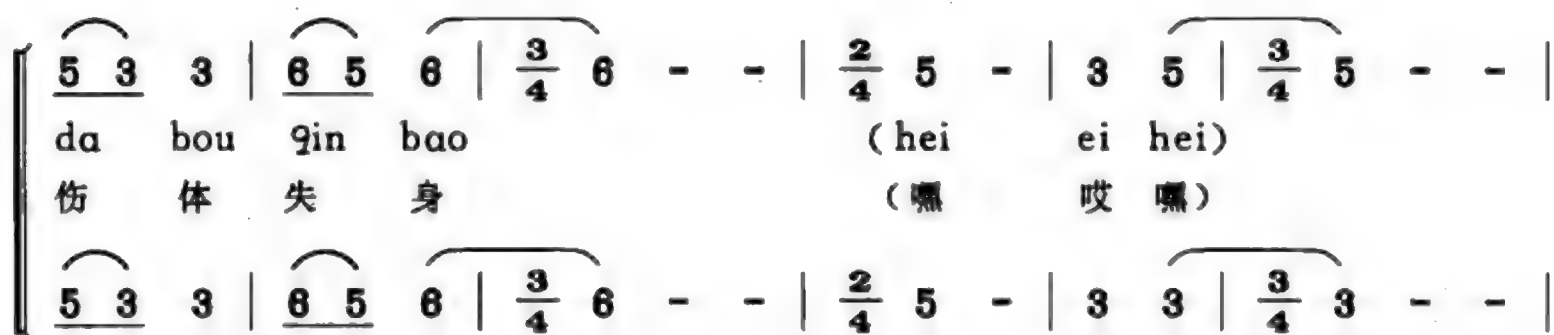 5 3 3 | 6 5 6 | 3/4 6 - - | 2/4 5 - | 3 5 | 3/4 5 - - |
da bou qin bao (hei ei hei)
伤 体 失 身 (嘿 哎 嘿)
5 3 3 | 6 5 6 | 3/4 6 - - | 2/4 5 - | 3 3 | 3/4 3 - - |